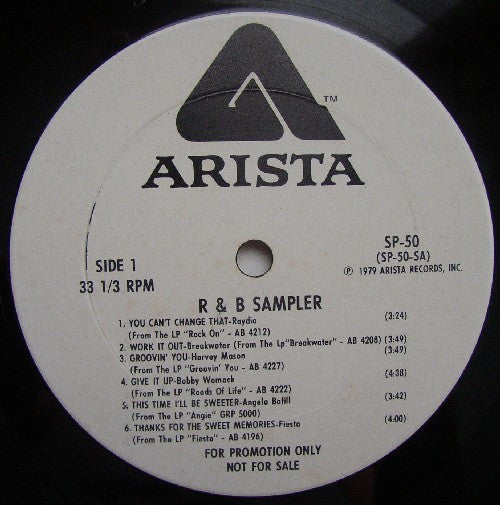 TM
ARISTA
SP-50
(SP-50-SA)
SIDE 1
℗ 1979 ARISTA RECORDS, INC.
33 1/3 RPM
R & B SAMPLER
1. YOU CAN'T CHANGE THAT-Raydio (3:24)
(From The LP "Rock On" - AB 4212)
2. WORK IT OUT-Breakwater (From The Lp"Breakwater" - AB 4208) (3:49)
3. GROOVIN' YOU-Harvey Mason (3:49)
(From The LP "Groovin' You - AB 4227)
4. GIVE IT UP-Bobby Womack (4:38)
(From The LP "Roads Of Life" - AB 4222)
5. THIS TIME I'LL BE SWEETER-Angela Bofill (3:42)
(From The LP "Angie" GRP 5000)
6. THANKS FOR THE SWEET MEMORIES-Fiesta (4:00)
(From The LP "Fiesta" - AB 4196)
FOR PROMOTION ONLY
NOT FOR SALE